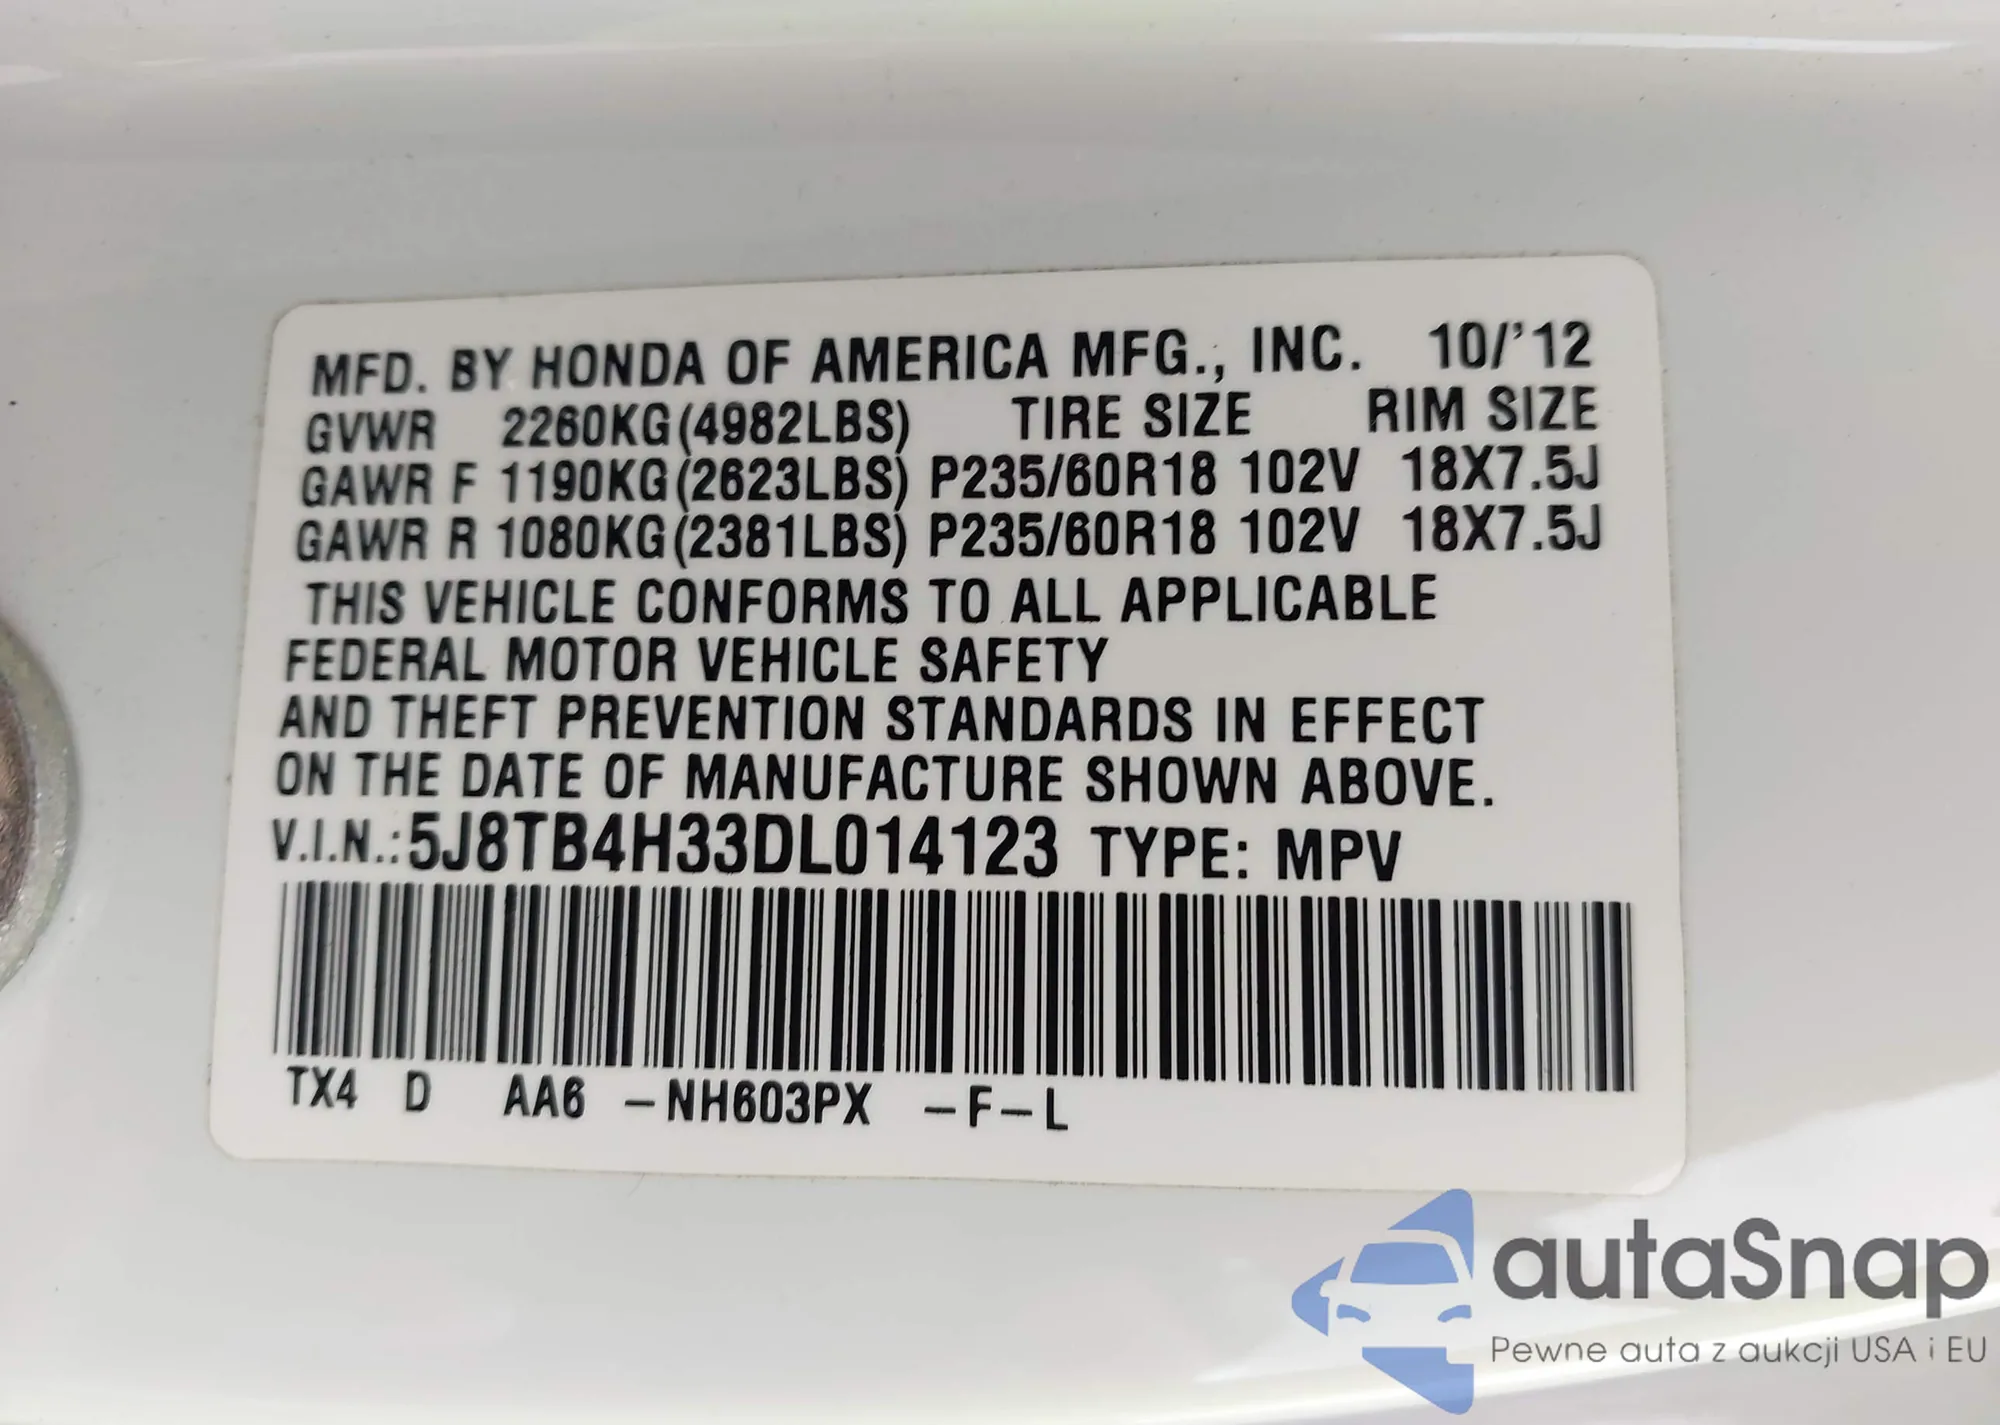 MFD. BY HONDA OF AMERICA MFG., INC. 10/'12
GVWR 2260KG(4982LBS) TIRE SIZE RIM SIZE
GAWR F 1190KG(2623LBS) P235/60R18 102V 18X7.5J
GAWR R 1080KG(2381LBS) P235/60R18 102V 18X7.5J
THIS VEHICLE CONFORMS TO ALL APPLICABLE
FEDERAL MOTOR VEHICLE SAFETY
AND THEFT PREVENTION STANDARDS IN EFFECT
ON THE DATE OF MANUFACTURE SHOWN ABOVE.
V.I.N.:5J8TB4H33DL014123 TYPE: MPV
TX4 D AA6 -NH603PX -F-L
autaSnap
Pewne auta z aukcji USA i EU